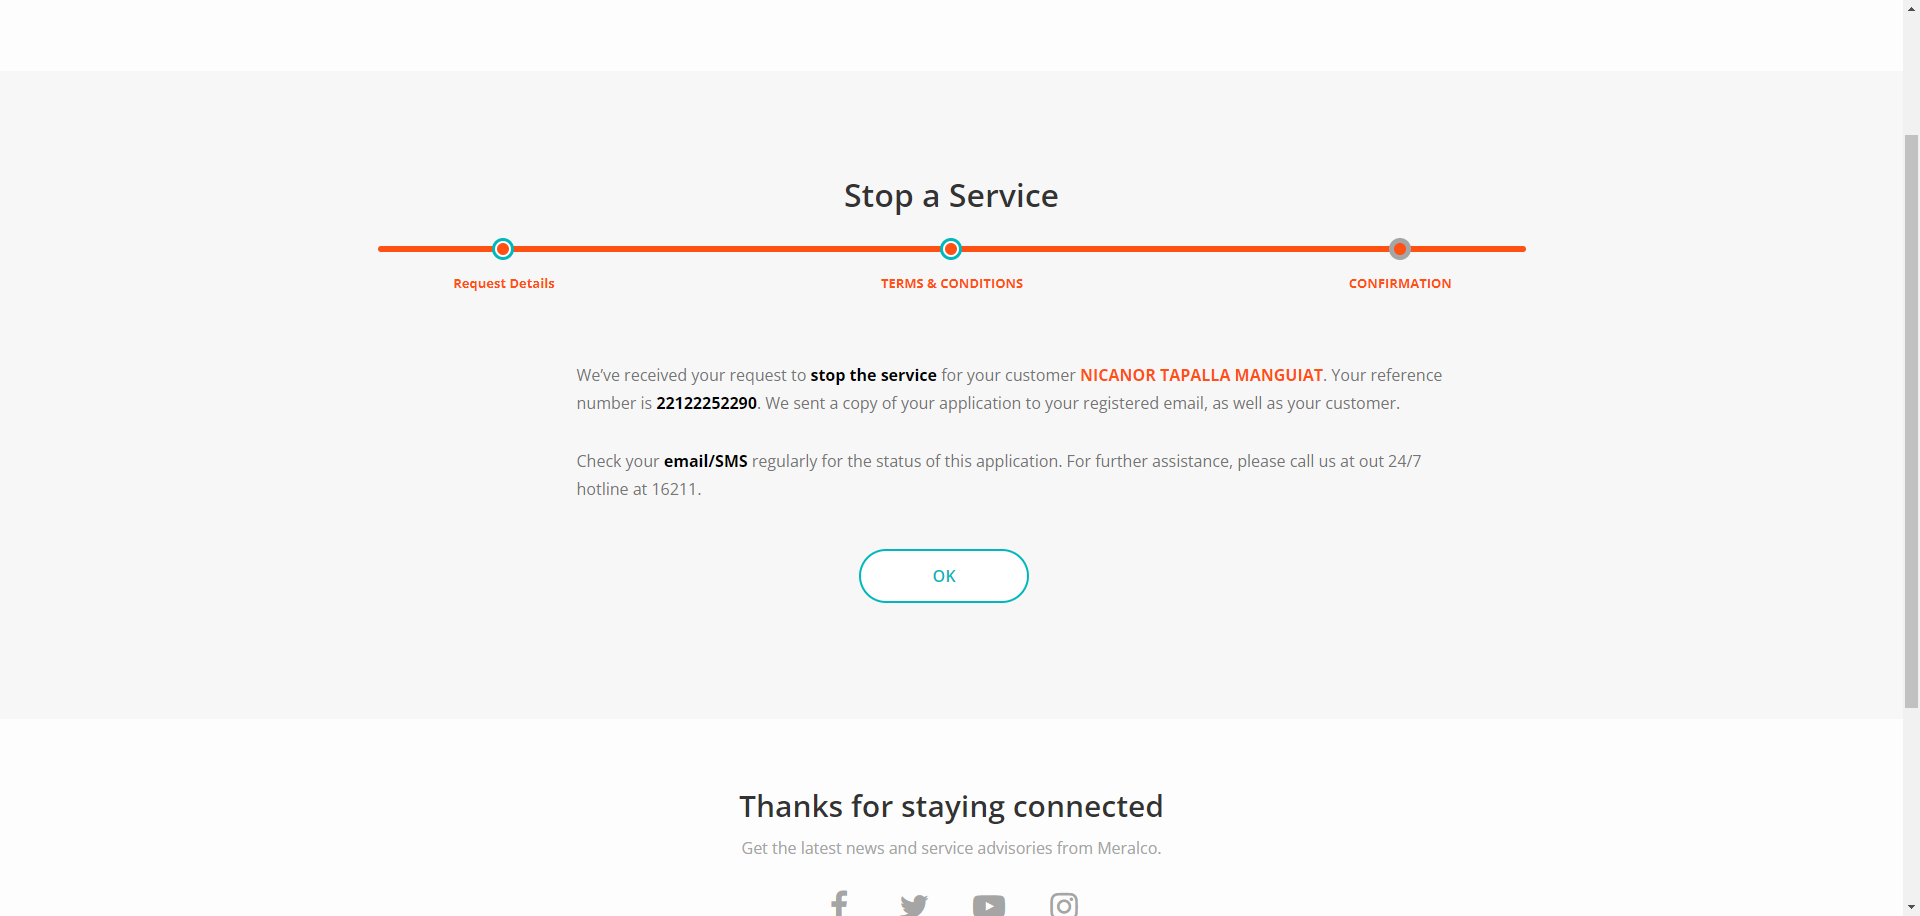 Stop a Service
Request Details
TERMS & CONDITIONS
CONFIRMATION
We've received your request to stop the service for your customer NICANOR TAPALLA MANGUIAT. Your reference
number is 22122252290. We sent a copy of your application to your registered email, as well as your customer.
Check your email/SMS regularly for the status of this application. For further assistance, please call us at out 24/7
hotline at 16211.
OK
Thanks for staying connected
Get the latest news and service advisories from Meralco.